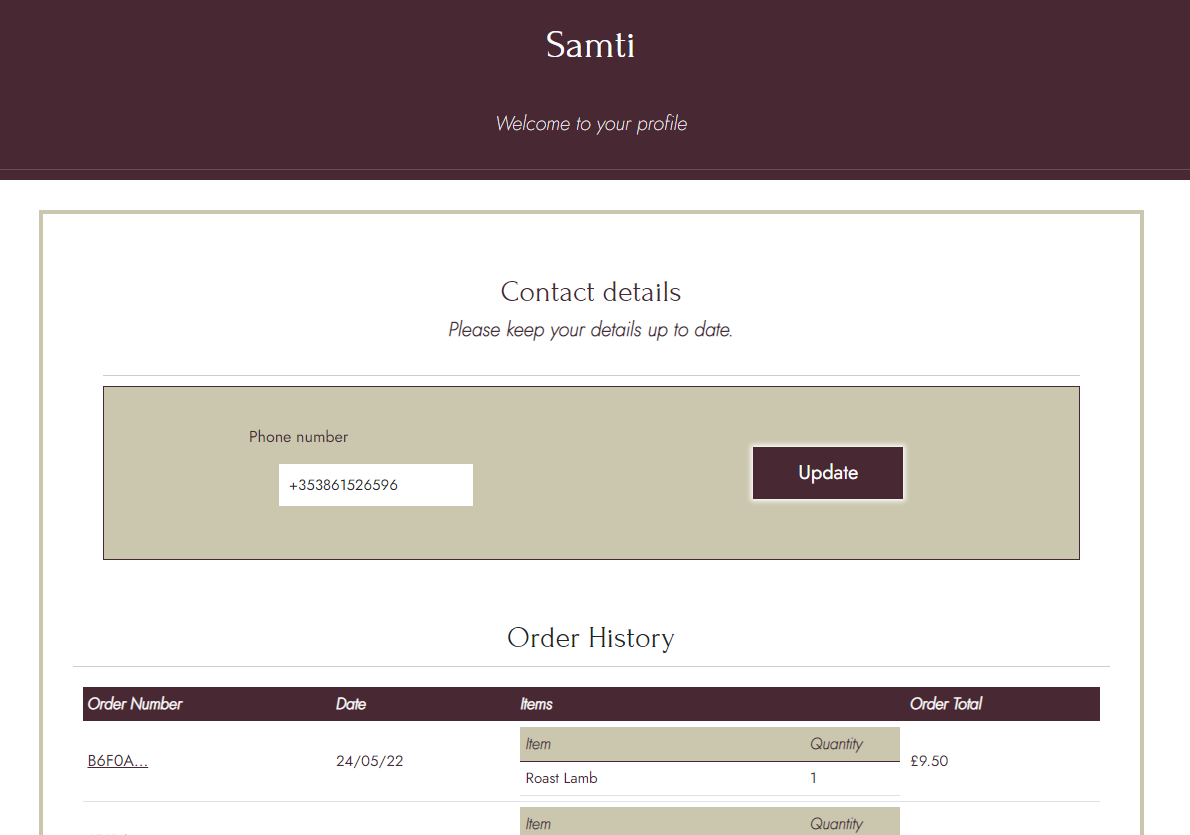 Samti
Welcome to your profile
Contact details
Please keep your details up to date.
Phone number
+353861526596
Update
Order History
Order Number Date Items Order Total
Item Quantity
B6F0A... 24/05/22 £9.50
Roast Lamb 1
Item Quantity